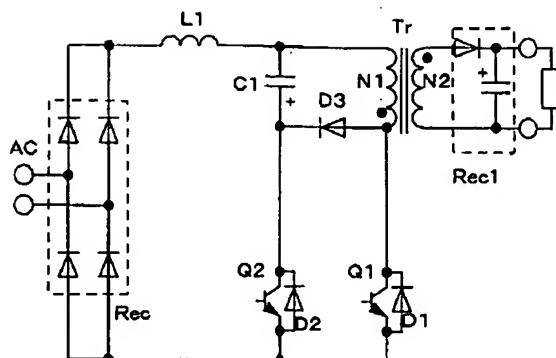 L1
Tr
C1
+
D3
N1
N2
+
AC
Rec1
Q2
Q1
Rec
D2
D1